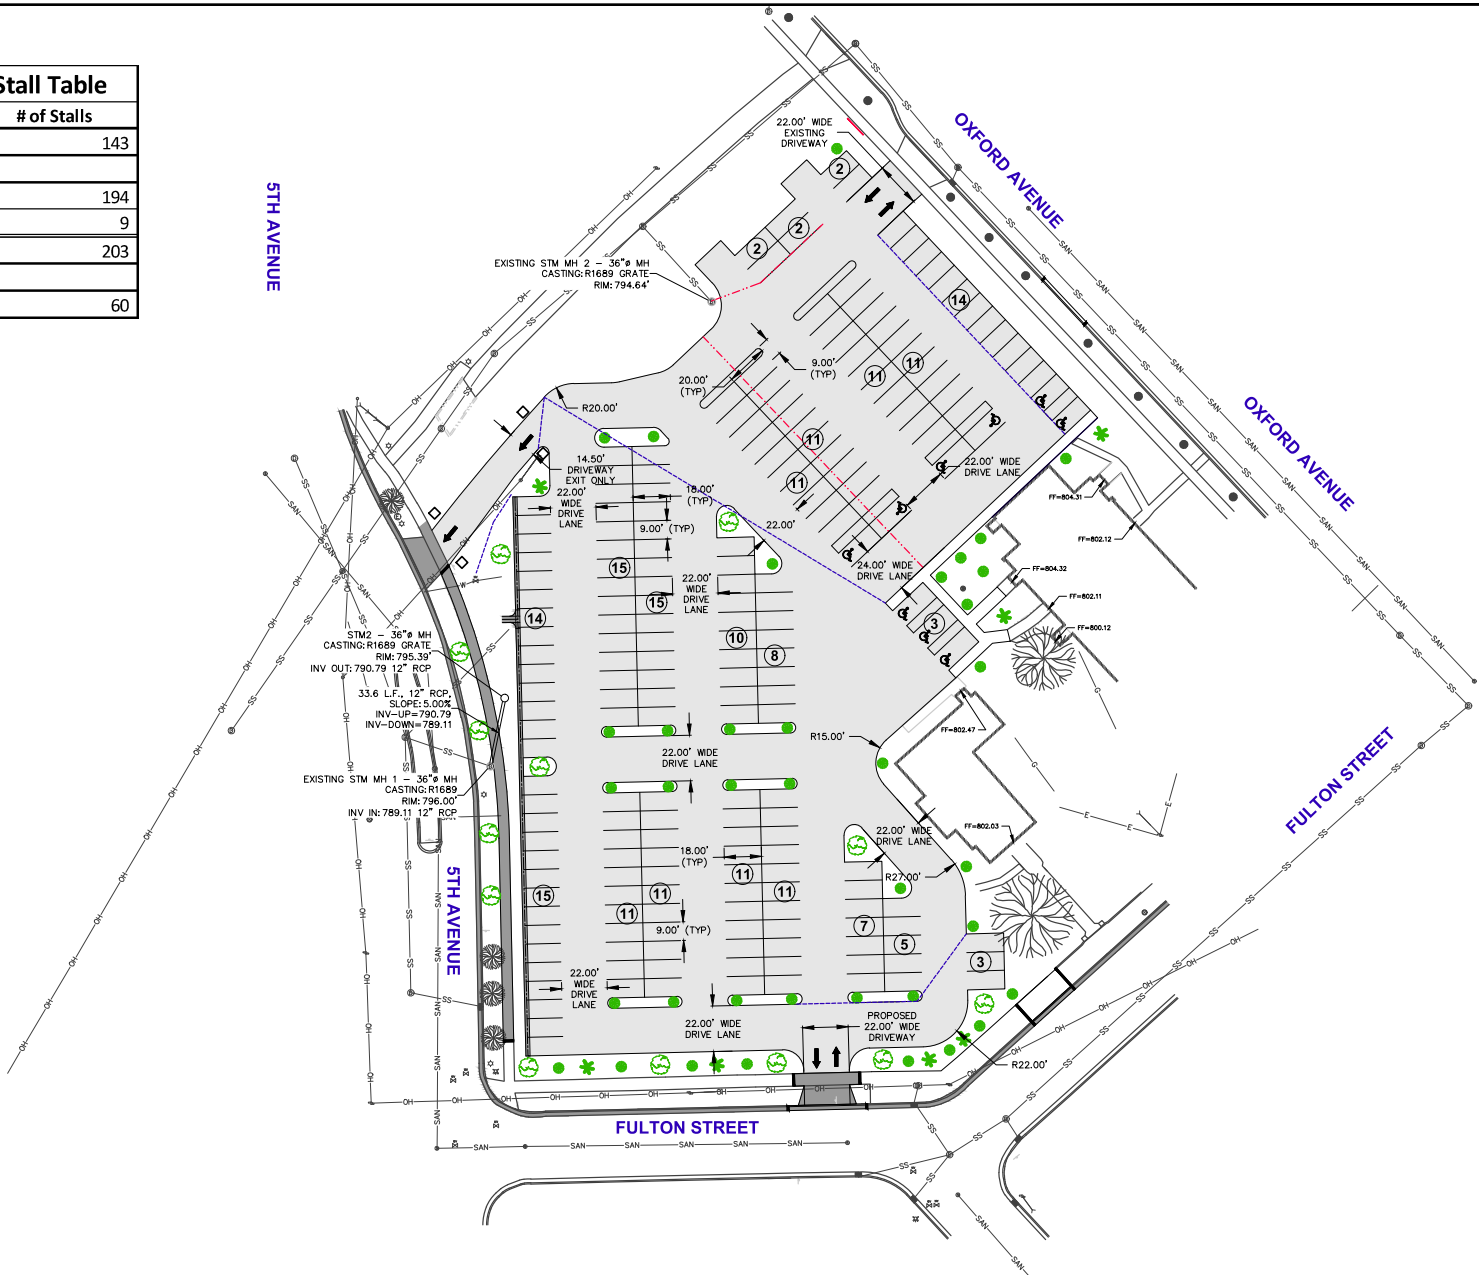 Stall Table
# of Stalls
143
194
9
203
60
5TH AVENUE
OXFORD AVENUE
OXFORD AVENUE
FULTON STREET
5TH AVENUE
FULTON STREET
22.00' WIDE
EXISTING
DRIVEWAY
2
2
2
14
EXISTING STM MH 2 – 36"ø MH
CASTING:R1689 GRATE
RIM:794.64'
9.00'
(TYP)
20.00'
(TYP)
11
11
11
11
R20.00'
14.50'
DRIVEWAY
EXIT ONLY
22.00'
WIDE
DRIVE
LANE
18.00'
(TYP)
9.00' (TYP)
22.00'
22.00' WIDE
DRIVE LANE
24.00' WIDE
DRIVE LANE
FF=804.31
FF=802.12
FF=804.32
FF=802.11
FF=800.12
15
15
22.00'
WIDE
DRIVE
LANE
14
10
8
3
STM2 – 36"ø MH
CASTING:R1689 GRATE
RIM:795.39'
INV OUT:790.79 12" RCP
33.6 L.F., 12" RCP,
SLOPE:5.00%
INV-UP=790.79
INV-DOWN=789.11
EXISTING STM MH 1 – 36"ø MH
CASTING:R1689
RIM:796.00'
INV IN:789.11 12" RCP
22.00' WIDE
DRIVE LANE
R15.00'
FF=802.47
FF=802.03
22.00' WIDE
DRIVE LANE
R27.00'
18.00'
(TYP)
15
11
11
11
11
7
5
3
9.00' (TYP)
22.00'
WIDE
DRIVE
LANE
22.00' WIDE
DRIVE LANE
PROPOSED
22.00' WIDE
DRIVEWAY
R22.00'